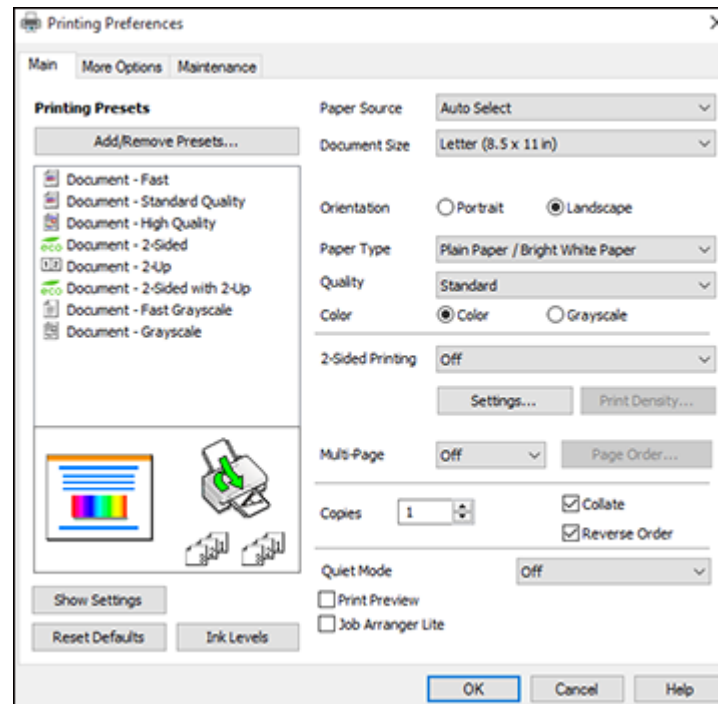 Printing Preferences
Main More Options Maintenance
Printing Presets
Add/Remove Presets...
Document - Fast
Document - Standard Quality
Document - High Quality
eco Document - 2-Sided
1 2 Document - 2-Up
eco Document - 2-Sided with 2-Up
Document - Fast Grayscale
Document - Grayscale
Show Settings
Reset Defaults Ink Levels
Paper Source Auto Select
Document Size Letter (8.5 x 11 in)
Orientation Portrait Landscape
Paper Type Plain Paper / Bright White Paper
Quality Standard
Color Color Grayscale
2-Sided Printing Off
Settings... Print Density...
Multi-Page Off Page Order...
Copies 1 Collate
Reverse Order
Quiet Mode Off
Print Preview
Job Arranger Lite
OK Cancel Help